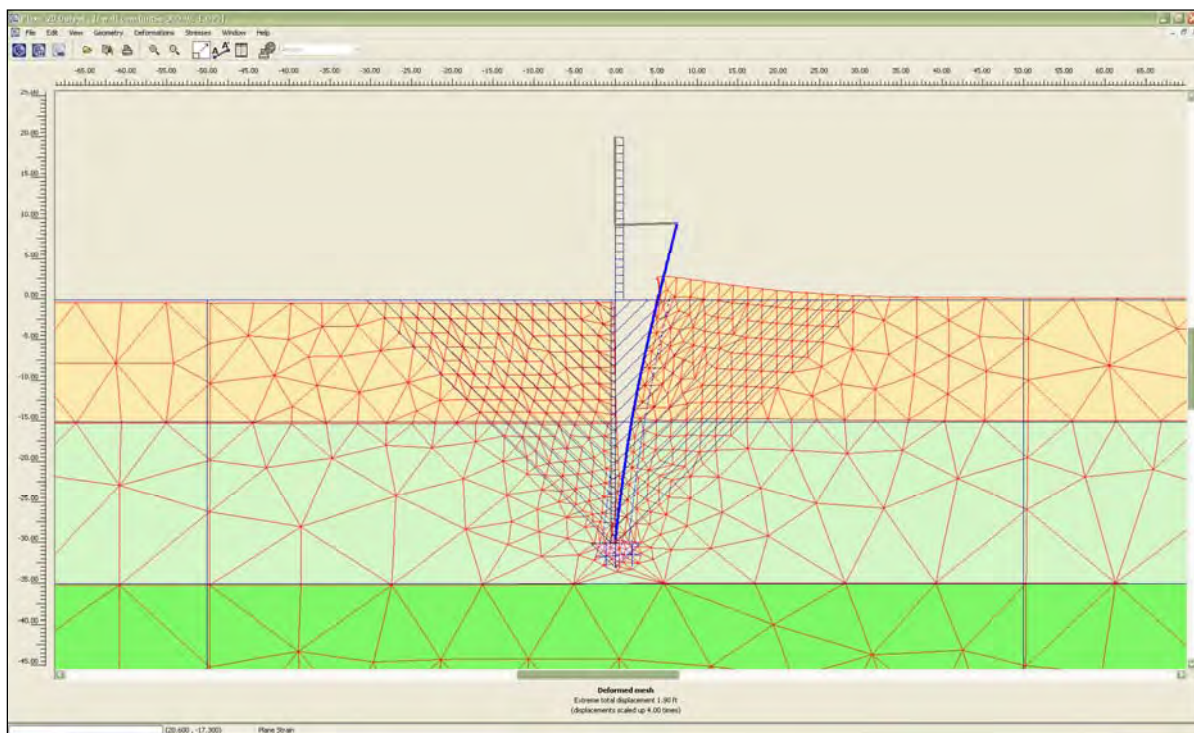 File Edit View Geometry Deformations Stresses Window Help
-65.00 -60.00 -55.00 -50.00 -45.00 -40.00 -35.00 -30.00 -25.00 -20.00 -15.00 -10.00 -5.00 0.00 5.00 10.00 15.00 20.00 25.00 30.00 35.00 40.00 45.00 50.00 55.00 60.00 65.00
25.00
20.00
15.00
10.00
5.00
0.00
-5.00
-10.00
-15.00
-20.00
-25.00
-30.00
-35.00
-40.00
-45.00
Deformed mesh
Extreme total displacement 1.90 ft
(displacements scaled up 4.00 times)
(20.600 , -17.300) Plane Strain